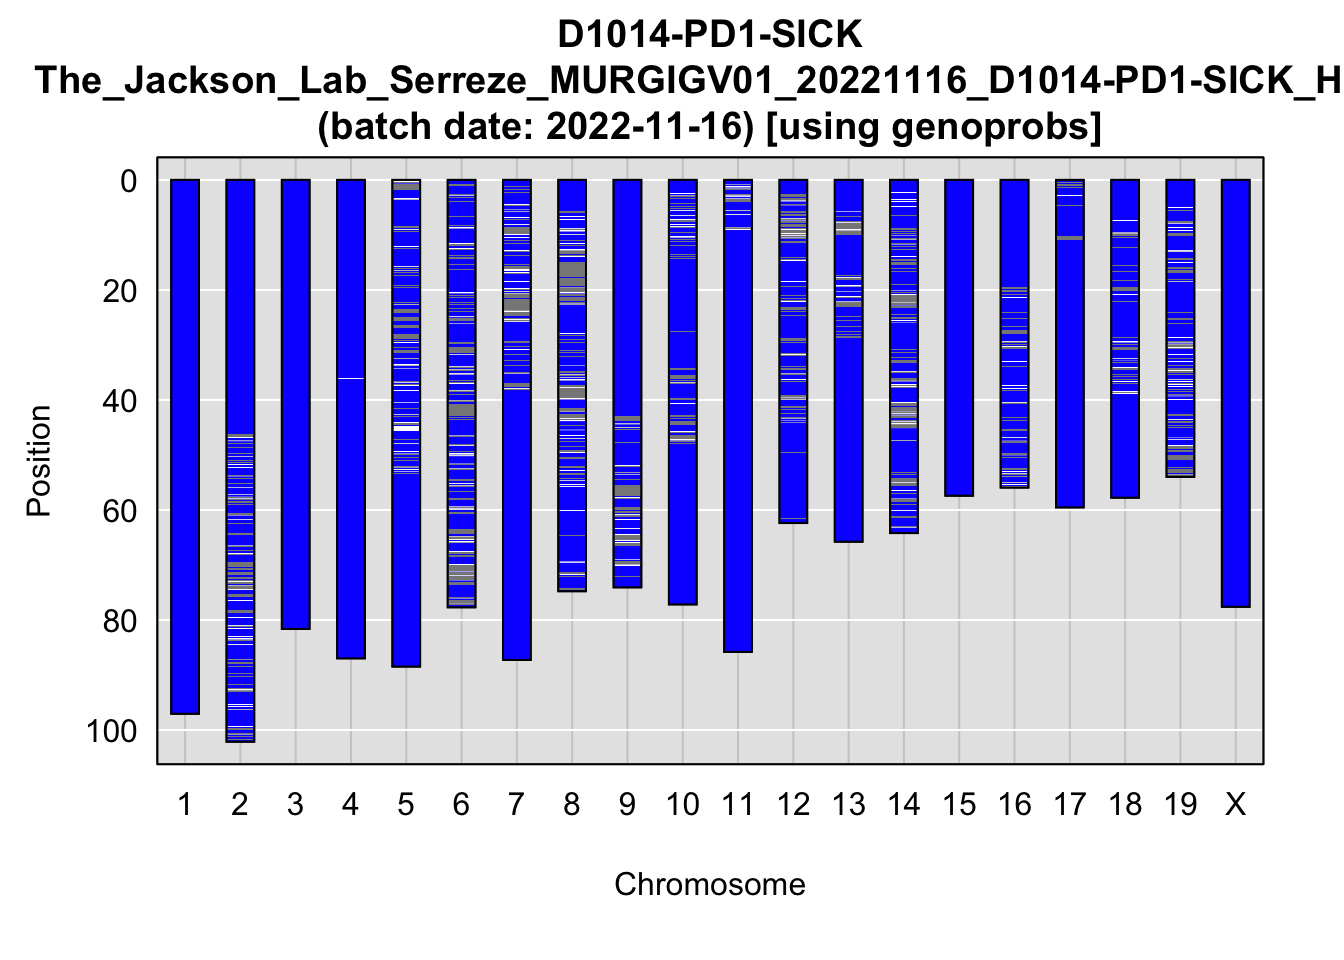 D1014-PD1-SICK
The_Jackson_Lab_Serreze_MURGIGV01_20221116_D1014-PD1-SICK_H
(batch date: 2022-11-16) [using genoprobs]
0
20
40
60
80
100
Position
1 2 3 4 5 6 7 8 9 10 11 12 13 14 15 16 17 18 19 X
Chromosome